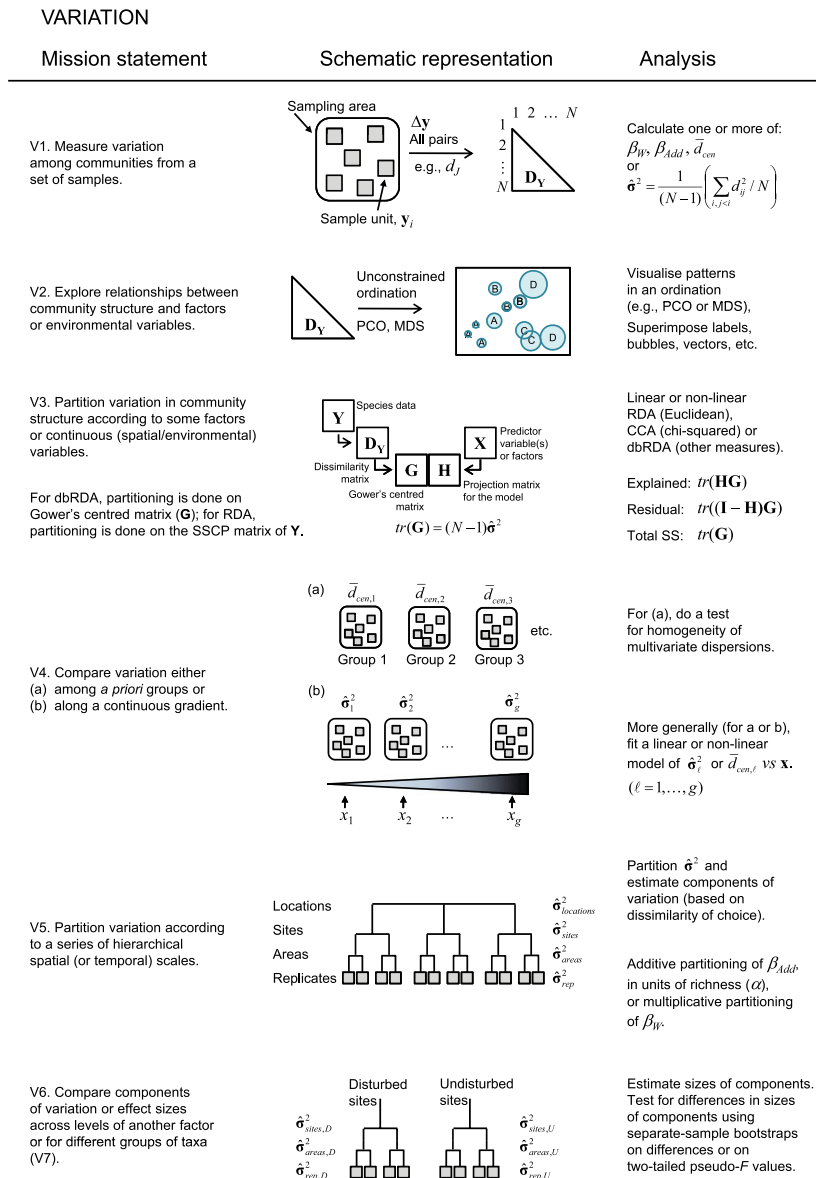 VARIATION
Mission statement
Schematic representation
Analysis
V1. Measure variation
among communities from a
set of samples.
Sampling area
Sample unit, yᵢ
Δy
All pairs
e.g., d_J
1 2 … N
1
2
⋮
N
D_Y
Calculate one or more of:
β_W, β_Add, d̅_cen
or
σ̂² = 1/(N−1) (∑_{i,j<i} d²_ij / N)
V2. Explore relationships between
community structure and factors
or environmental variables.
D_Y
Unconstrained
ordination
PCO, MDS
B
D
B
B
A
A
A
A
C
C
D
Visualise patterns
in an ordination
(e.g., PCO or MDS),
Superimpose labels,
bubbles, vectors, etc.
V3. Partition variation in community
structure according to some factors
or continuous (spatial/environmental)
variables.
For dbRDA, partitioning is done on
Gower's centred matrix (G); for RDA,
partitioning is done on the SSCP matrix of Y.
Y
Species data
D_Y
Dissimilarity
matrix
G
H
Gower's centred
matrix
X
Predictor
variable(s)
or factors
Projection matrix
for the model
tr(G) = (N−1)σ̂²
Linear or non-linear
RDA (Euclidean),
CCA (chi-squared) or
dbRDA (other measures).
Explained: tr(HG)
Residual: tr((I − H)G)
Total SS: tr(G)
V4. Compare variation either
(a) among a priori groups or
(b) along a continuous gradient.
(a)
d̅_cen,1 d̅_cen,2 d̅_cen,3
etc.
Group 1 Group 2 Group 3
(b)
σ̂²_1 σ̂²_2 σ̂²_g
…
x_1 x_2 … x_g
For (a), do a test
for homogeneity of
multivariate dispersions.
More generally (for a or b),
fit a linear or non-linear
model of σ̂²_ℓ or d̅_cen,ℓ vs x.
(ℓ = 1,…,g)
V5. Partition variation according
to a series of hierarchical
spatial (or temporal) scales.
Locations
Sites
Areas
Replicates
σ̂²_locations
σ̂²_sites
σ̂²_areas
σ̂²_rep
Partition σ̂² and
estimate components of
variation (based on
dissimilarity of choice).
Additive partitioning of β_Add,
in units of richness (α),
or multiplicative partitioning
of β_W.
V6. Compare components
of variation or effect sizes
across levels of another factor
or for different groups of taxa
(V7).
Disturbed
sites
Undisturbed
sites
σ̂²_sites,D
σ̂²_areas,D
σ̂²_rep,D
σ̂²_sites,U
σ̂²_areas,U
σ̂²_rep,U
Estimate sizes of components.
Test for differences in sizes
of components using
separate-sample bootstraps
on differences or on
two-tailed pseudo-F values.